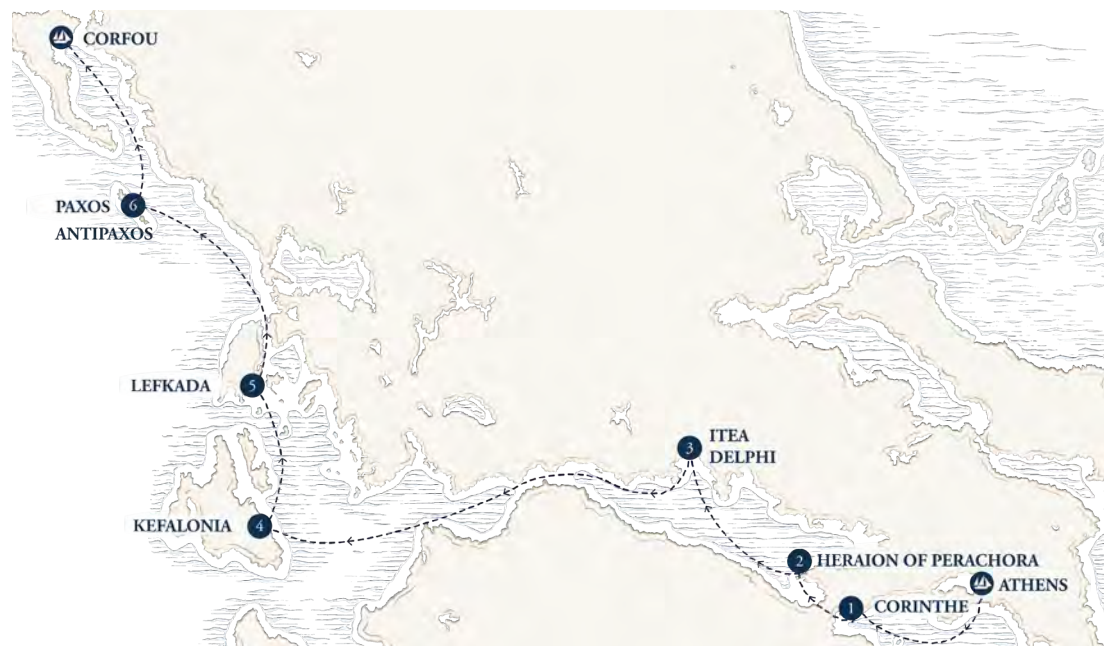 CORFOU
PAXOS 6
ANTIPAXOS
LEFKADA 5
3 ITEA
DELPHI
KEFALONIA 4
2 HERAION OF PERACHORA
ATHENS
1 CORINTHE